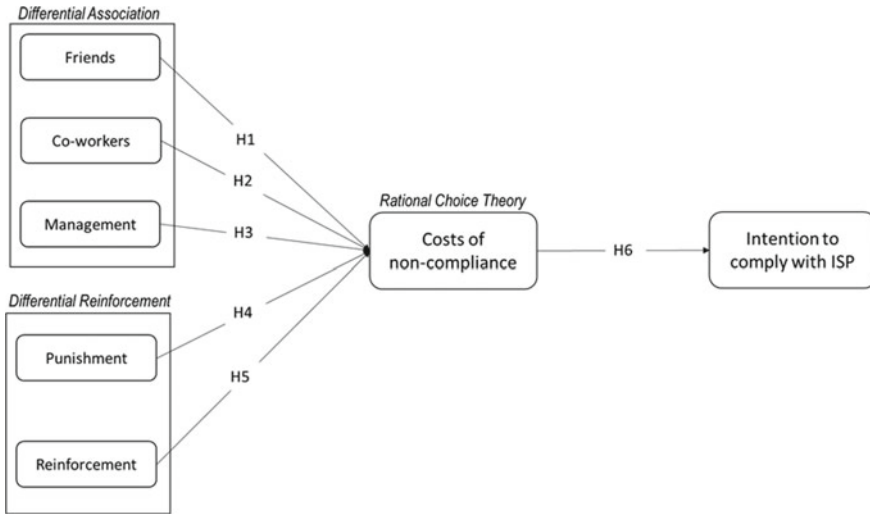 Differential Association
Friends
Co-workers
Management
H1
H2
H3
Differential Reinforcement
Punishment
Reinforcement
H4
H5
Rational Choice Theory
Costs of
non-compliance
H6
Intention to
comply with ISP